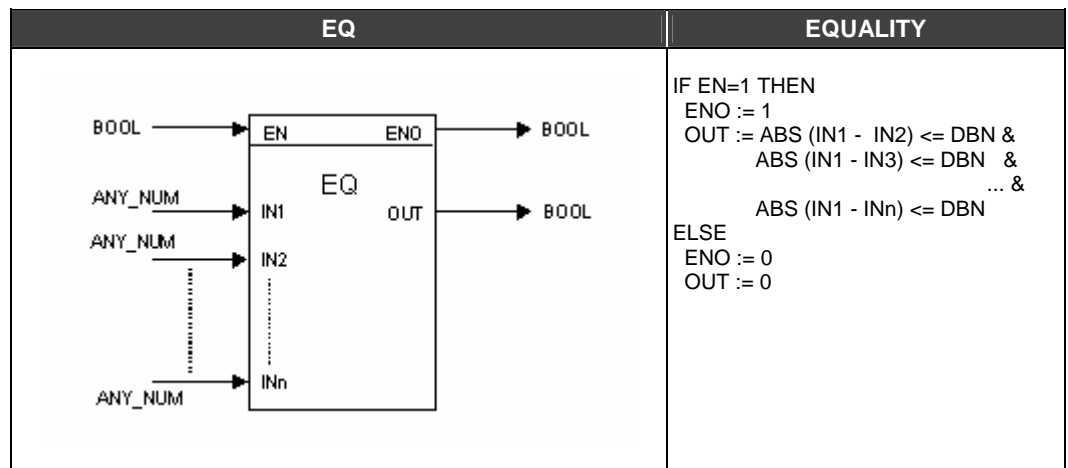 EQ
EQUALITY
BOOL EN ENO BOOL
EQ
ANY_NUM IN1 OUT BOOL
ANY_NUM IN2
ANY_NUM INn
IF EN=1 THEN
ENO := 1
OUT := ABS (IN1 - IN2) <= DBN &
ABS (IN1 - IN3) <= DBN &
... &
ABS (IN1 - INn) <= DBN
ELSE
ENO := 0
OUT := 0